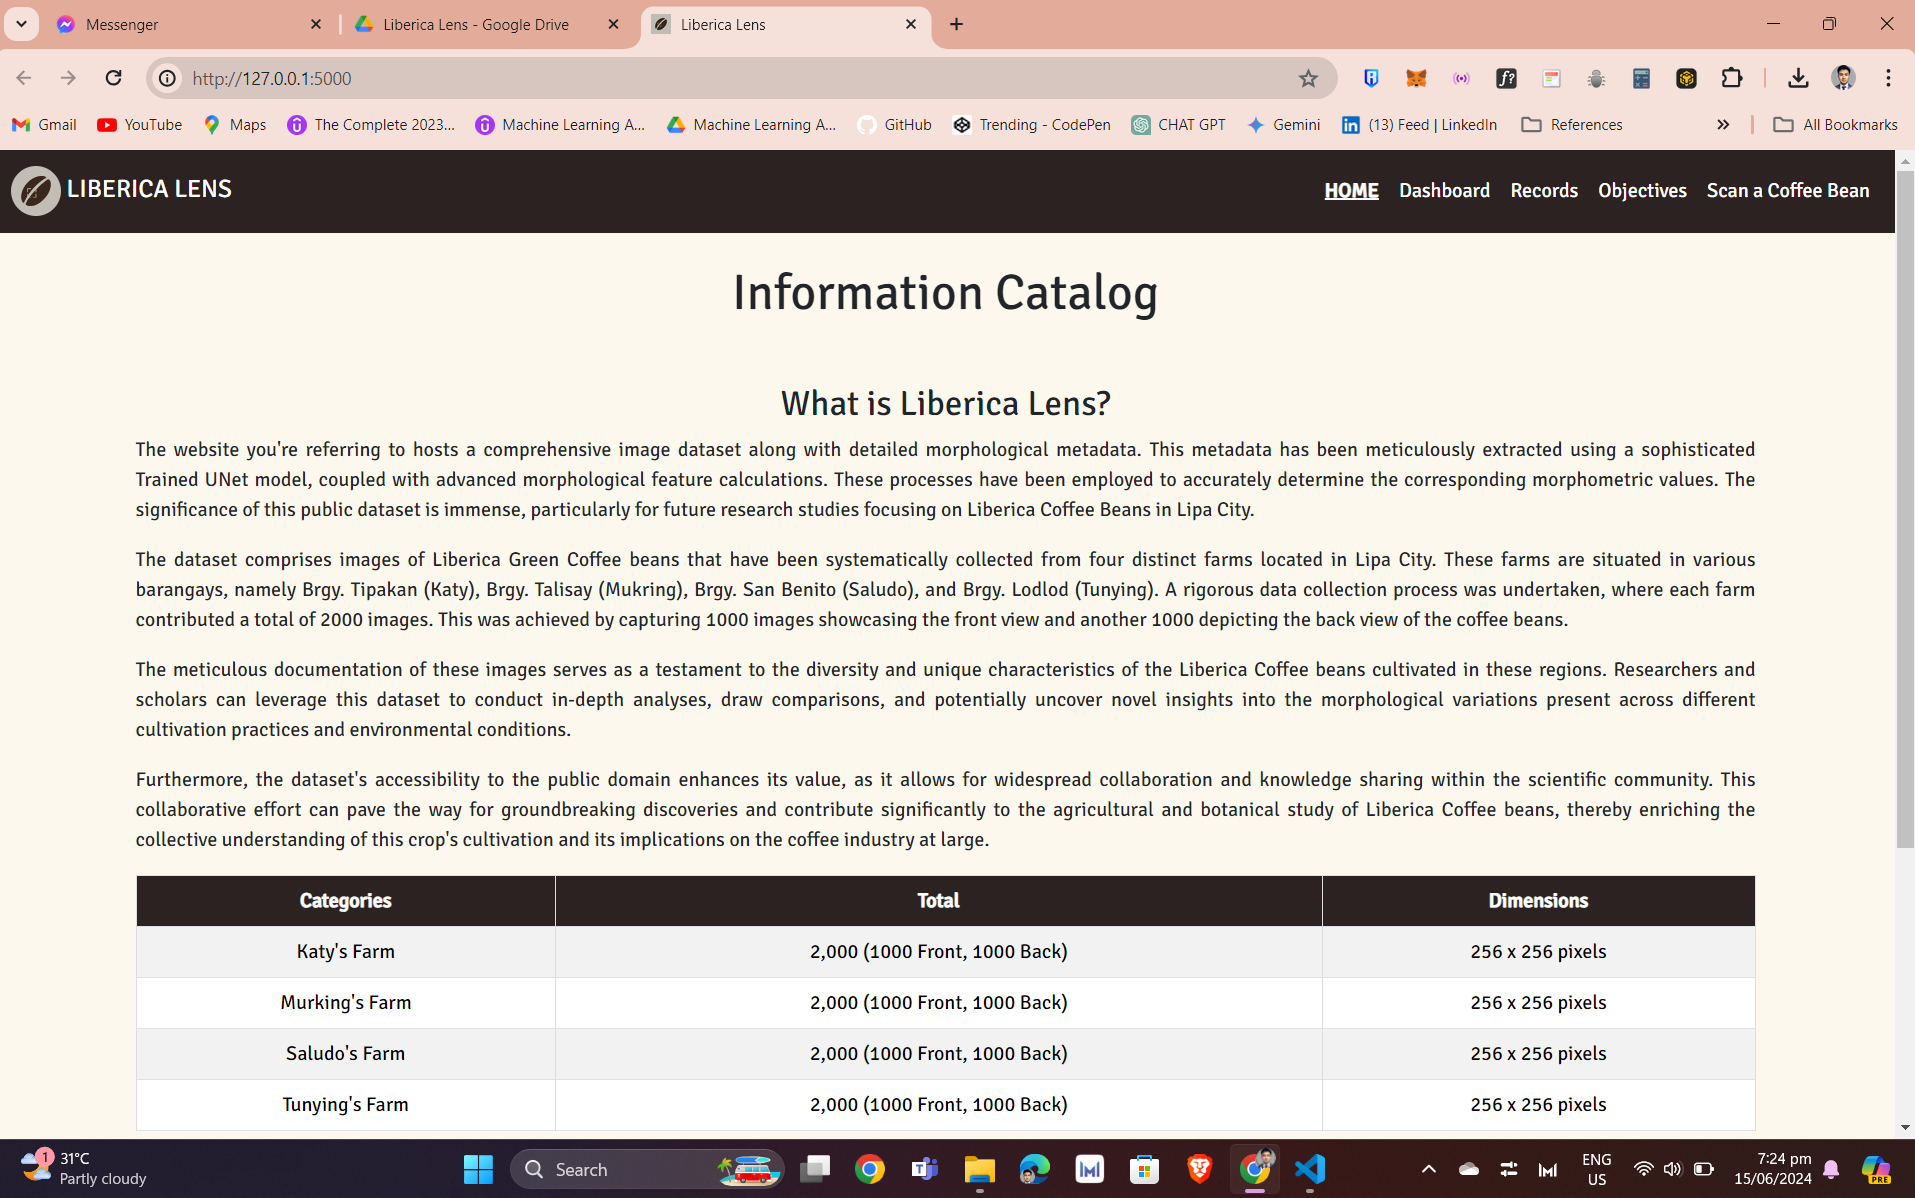 Messenger
Liberica Lens - Google Drive
Liberica Lens
http://127.0.0.1:5000
Gmail
YouTube
Maps
The Complete 2023...
Machine Learning A...
Machine Learning A...
GitHub
Trending - CodePen
CHAT GPT
Gemini
(13) Feed | LinkedIn
References
All Bookmarks
LIBERICA LENS
HOME Dashboard Records Objectives Scan a Coffee Bean
Information Catalog
What is Liberica Lens?
The website you're referring to hosts a comprehensive image dataset along with detailed morphological metadata. This metadata has been meticulously extracted using a sophisticated
Trained UNet model, coupled with advanced morphological feature calculations. These processes have been employed to accurately determine the corresponding morphometric values. The
significance of this public dataset is immense, particularly for future research studies focusing on Liberica Coffee Beans in Lipa City.
The dataset comprises images of Liberica Green Coffee beans that have been systematically collected from four distinct farms located in Lipa City. These farms are situated in various
barangays, namely Brgy. Tipakan (Katy), Brgy. Talisay (Mukring), Brgy. San Benito (Saludo), and Brgy. Lodlod (Tunying). A rigorous data collection process was undertaken, where each farm
contributed a total of 2000 images. This was achieved by capturing 1000 images showcasing the front view and another 1000 depicting the back view of the coffee beans.
The meticulous documentation of these images serves as a testament to the diversity and unique characteristics of the Liberica Coffee beans cultivated in these regions. Researchers and
scholars can leverage this dataset to conduct in-depth analyses, draw comparisons, and potentially uncover novel insights into the morphological variations present across different
cultivation practices and environmental conditions.
Furthermore, the dataset's accessibility to the public domain enhances its value, as it allows for widespread collaboration and knowledge sharing within the scientific community. This
collaborative effort can pave the way for groundbreaking discoveries and contribute significantly to the agricultural and botanical study of Liberica Coffee beans, thereby enriching the
collective understanding of this crop's cultivation and its implications on the coffee industry at large.
Categories Total Dimensions
Katy's Farm 2,000 (1000 Front, 1000 Back) 256 x 256 pixels
Murking's Farm 2,000 (1000 Front, 1000 Back) 256 x 256 pixels
Saludo's Farm 2,000 (1000 Front, 1000 Back) 256 x 256 pixels
Tunying's Farm 2,000 (1000 Front, 1000 Back) 256 x 256 pixels
1
31°C
Partly cloudy
Search
ENG
US
7:24 pm
15/06/2024
PRE